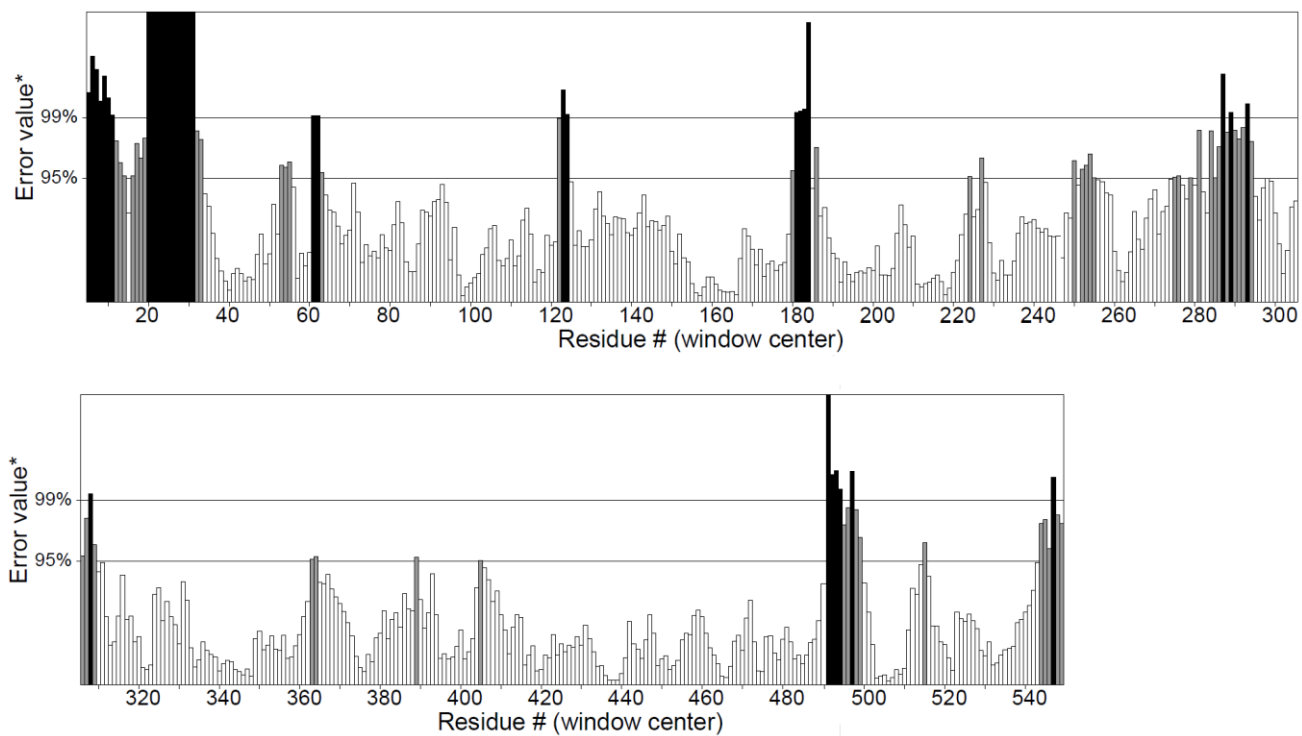 Error value*
99%
95%
20 40 60 80 100 120 140 160 180 200 220 240 260 280 300
Residue # (window center)
Error value*
99%
95%
320 340 360 380 400 420 440 460 480 500 520 540
Residue # (window center)